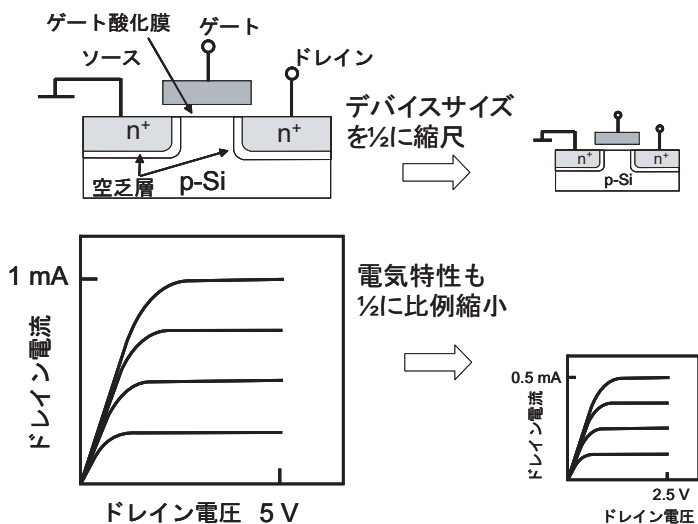 ゲート酸化膜
ゲート
ソース
ドレイン
n⁺
n⁺
空乏層
p-Si
デバイスサイズ
を½に縮尺
n⁺
n⁺
p-Si
1 mA
ドレイン電流
ドレイン電圧 5 V
電気特性も
½に比例縮小
0.5 mA
ドレイン電流
2.5 V
ドレイン電圧